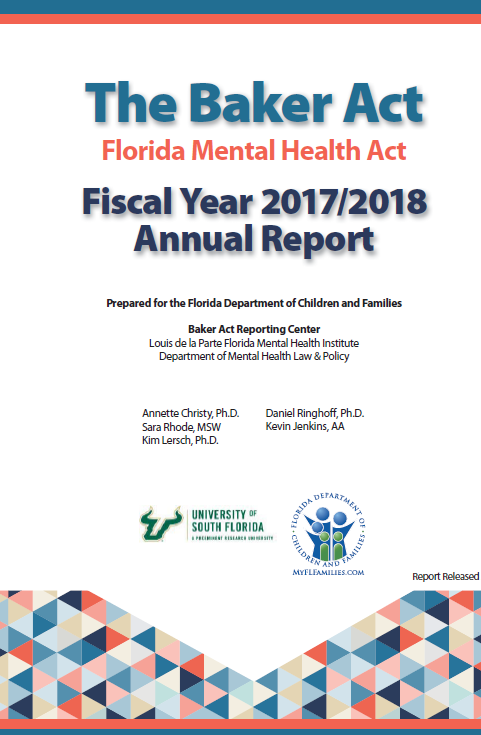 The Baker Act
Florida Mental Health Act
Fiscal Year 2017/2018
Annual Report
Prepared for the Florida Department of Children and Families
Baker Act Reporting Center
Louis de la Parte Florida Mental Health Institute
Department of Mental Health Law & Policy
Annette Christy, Ph.D.
Sara Rhode, MSW
Kim Lersch, Ph.D.
Daniel Ringhoff, Ph.D.
Kevin Jenkins, AA
UNIVERSITY OF
SOUTH FLORIDA
A PREEMINENT RESEARCH UNIVERSITY
FLORIDA DEPARTMENT OF
CHILDREN AND FAMILIES
MYFLFAMILIES.COM
Report Released